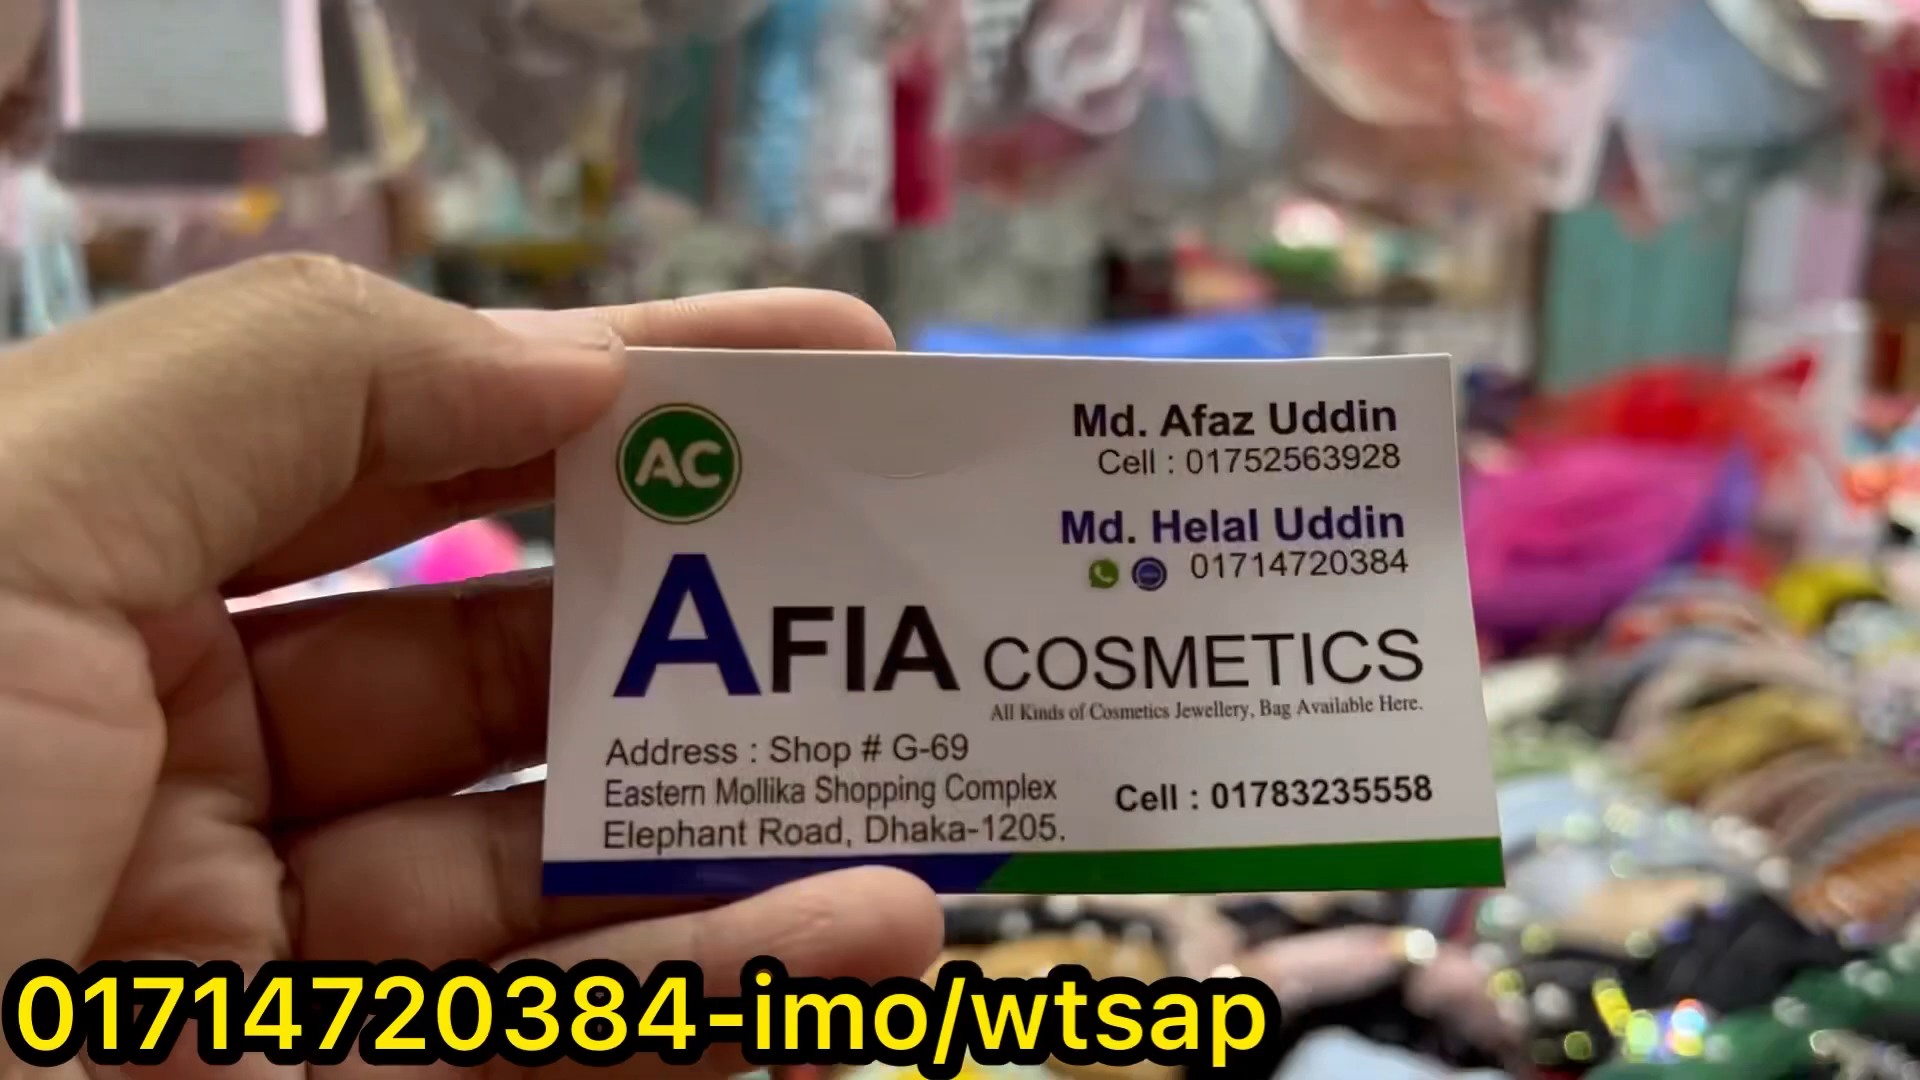 AC
Md. Afaz Uddin
Cell : 01752563928
Md. Helal Uddin
01714720384
AFIA COSMETICS
All Kinds of Cosmetics Jewellery, Bag Available Here.
Address : Shop # G-69
Eastern Mollika Shopping Complex
Elephant Road, Dhaka-1205.
Cell : 01783235558
01714720384-imo/wtsap